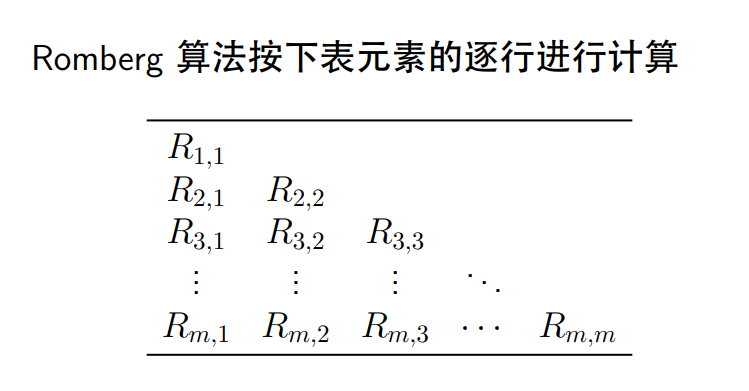 Romberg 算法按下表元素的逐行进行计算
R_{1,1}
R_{2,1} R_{2,2}
R_{3,1} R_{3,2} R_{3,3}
⋮ ⋮ ⋮ ⋱
R_{m,1} R_{m,2} R_{m,3} ⋯ R_{m,m}